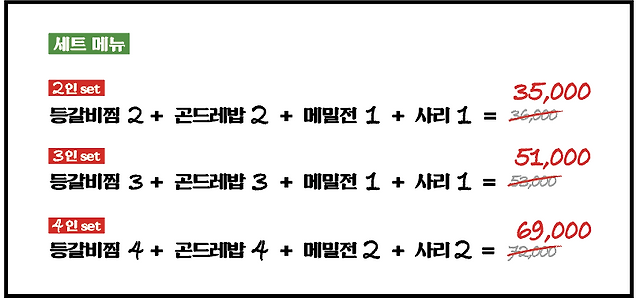 세트 메뉴
2인 set
35,000
등갈비찜 2 + 곤드레밥 2 + 메밀전 1 + 사리 1 = 36,000
3인 set
51,000
등갈비찜 3 + 곤드레밥 3 + 메밀전 1 + 사리 1 = 53,000
4인 set
69,000
등갈비찜 4 + 곤드레밥 4 + 메밀전 2 + 사리 2 = 72,000